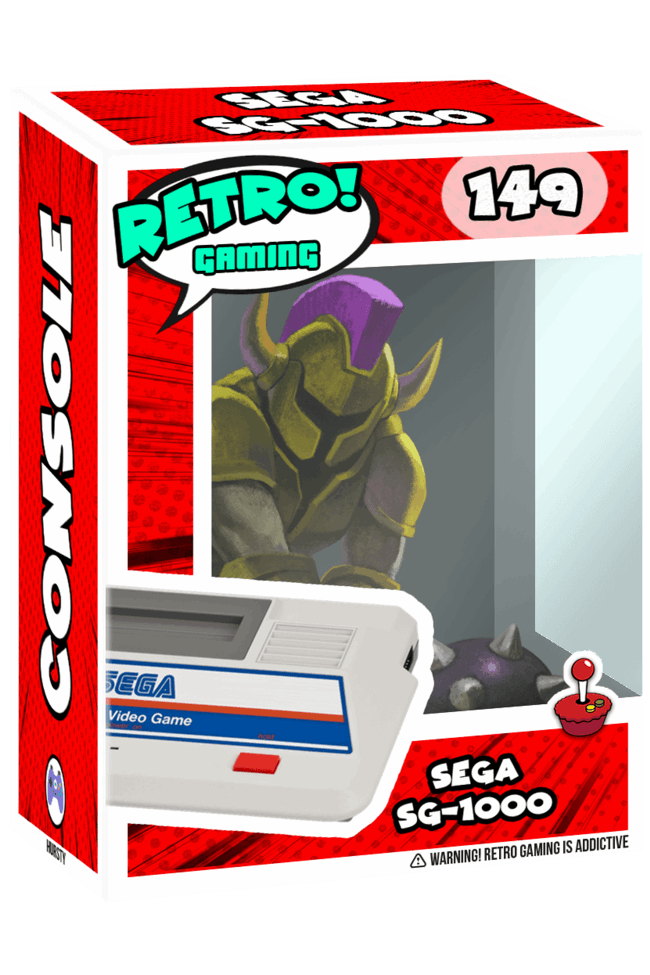 SEGA
SG-1000
RETRO!
GAMING
149
CONSOLE
SEGA
Video Game
SEGA
SG-1000
HURSTY
WARNING! RETRO GAMING IS ADDICTIVE